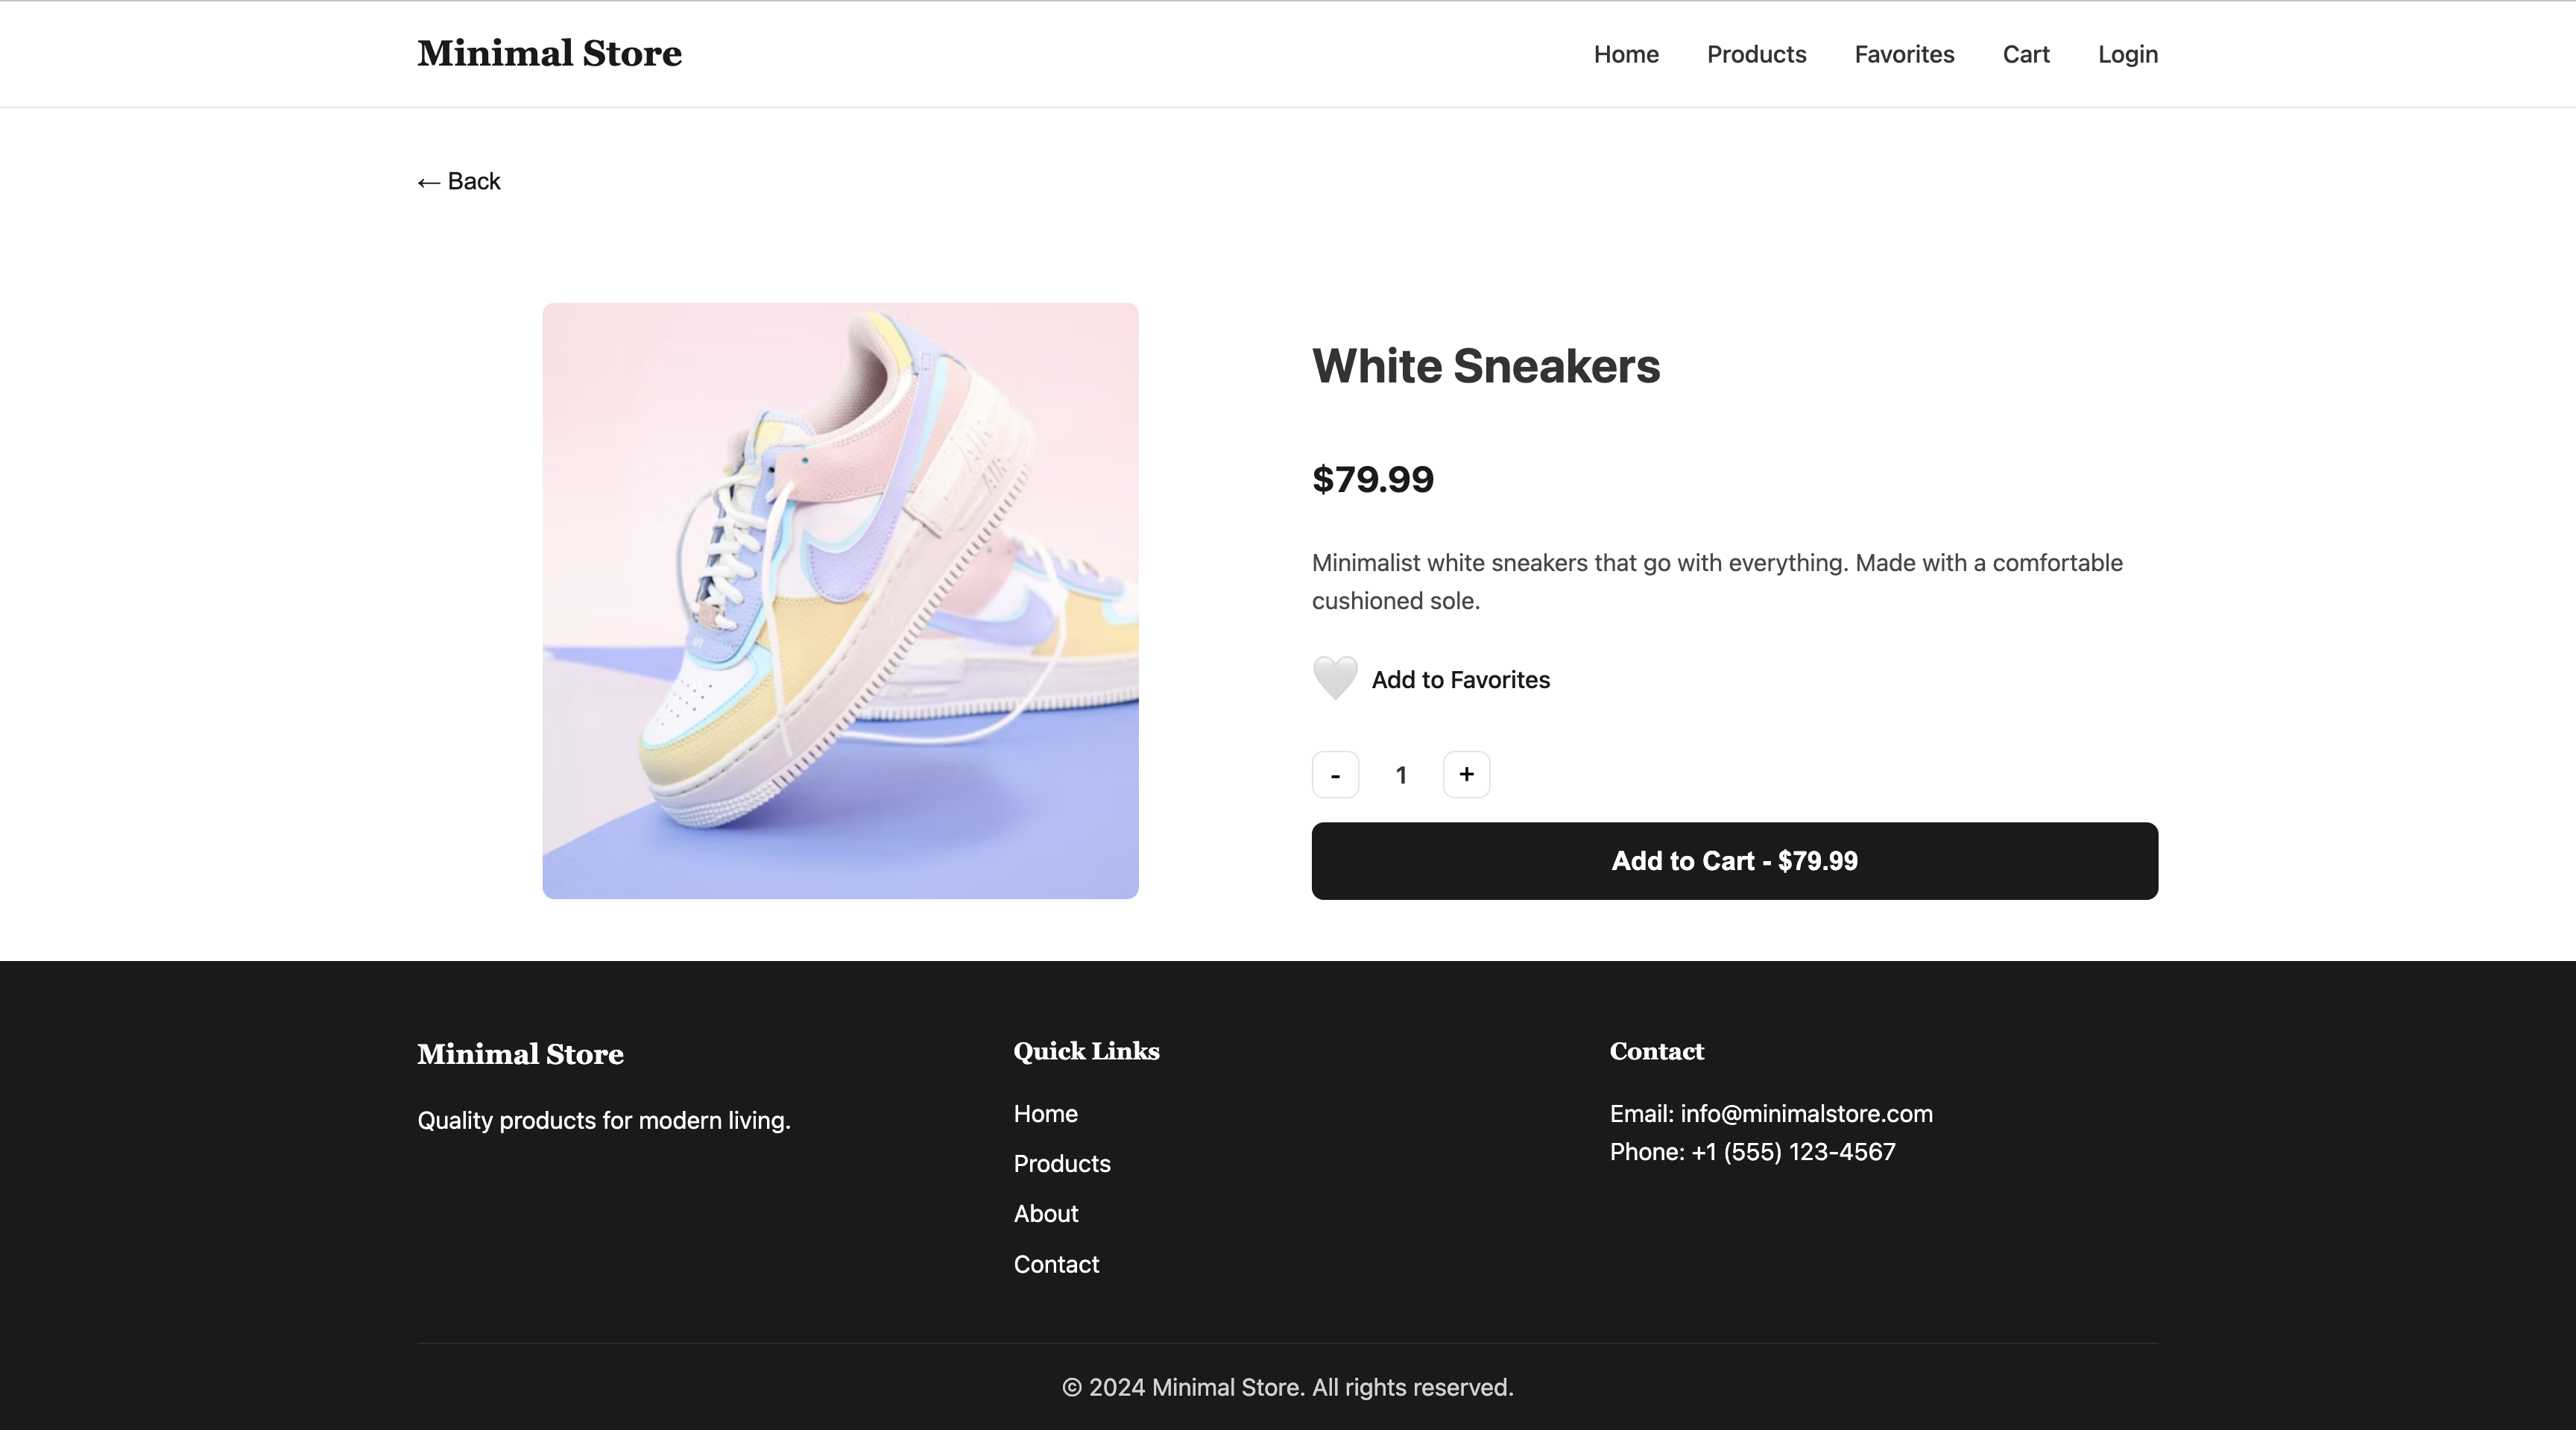 Minimal Store
Home Products Favorites Cart Login
← Back
White Sneakers
$79.99
Minimalist white sneakers that go with everything. Made with a comfortable
cushioned sole.
Add to Favorites
- 1 +
Add to Cart - $79.99
AIR
Minimal Store
Quality products for modern living.
Quick Links
Home
Products
About
Contact
Contact
Email: info@minimalstore.com
Phone: +1 (555) 123-4567
© 2024 Minimal Store. All rights reserved.